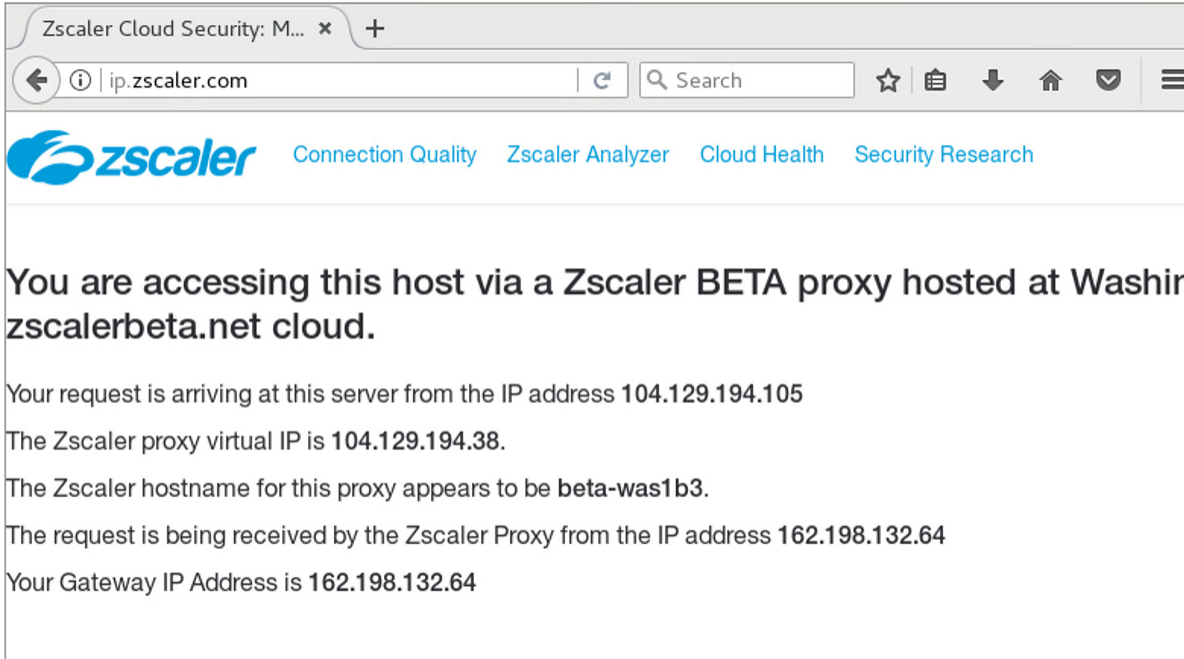 Zscaler Cloud Security: M...
ip.zscaler.com
Search
zscaler
Connection Quality Zscaler Analyzer Cloud Health Security Research
You are accessing this host via a Zscaler BETA proxy hosted at
zscalerbeta.net cloud.
Your request is arriving at this server from the IP address 104.129.194.105
The Zscaler proxy virtual IP is 104.129.194.38.
The Zscaler hostname for this proxy appears to be beta-was1b3.
The request is being received by the Zscaler Proxy from the IP address 162.198.132.64
Your Gateway IP Address is 162.198.132.64